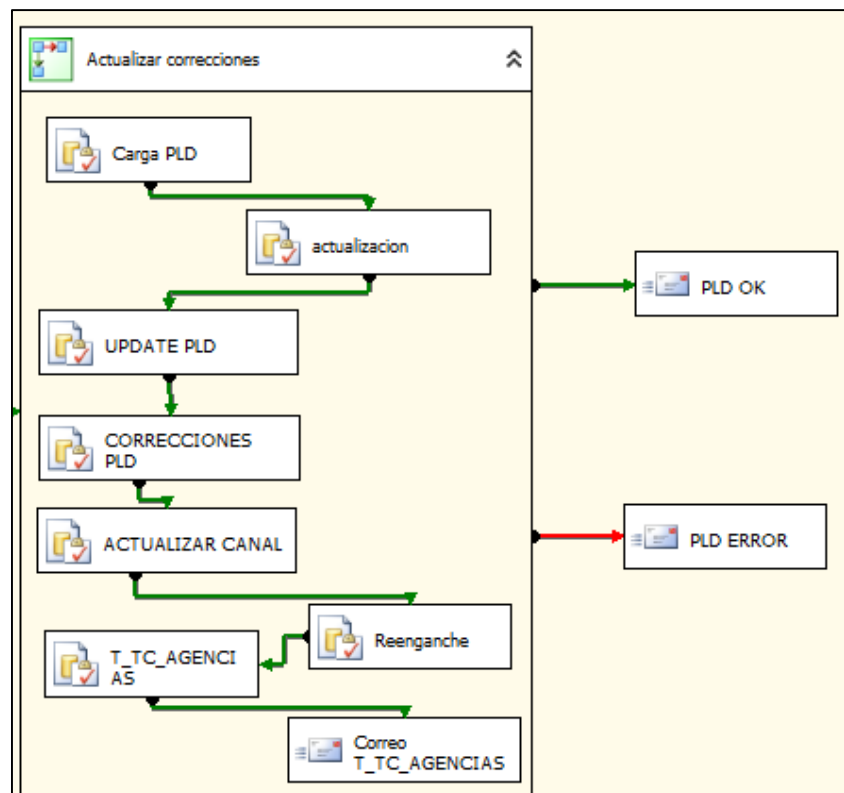 Actualizar correcciones
Carga PLD
actualizacion
PLD OK
UPDATE PLD
CORRECCIONES
PLD
ACTUALIZAR CANAL
PLD ERROR
Reenganche
T_TC_AGENCI
AS
Correo
T_TC_AGENCIAS